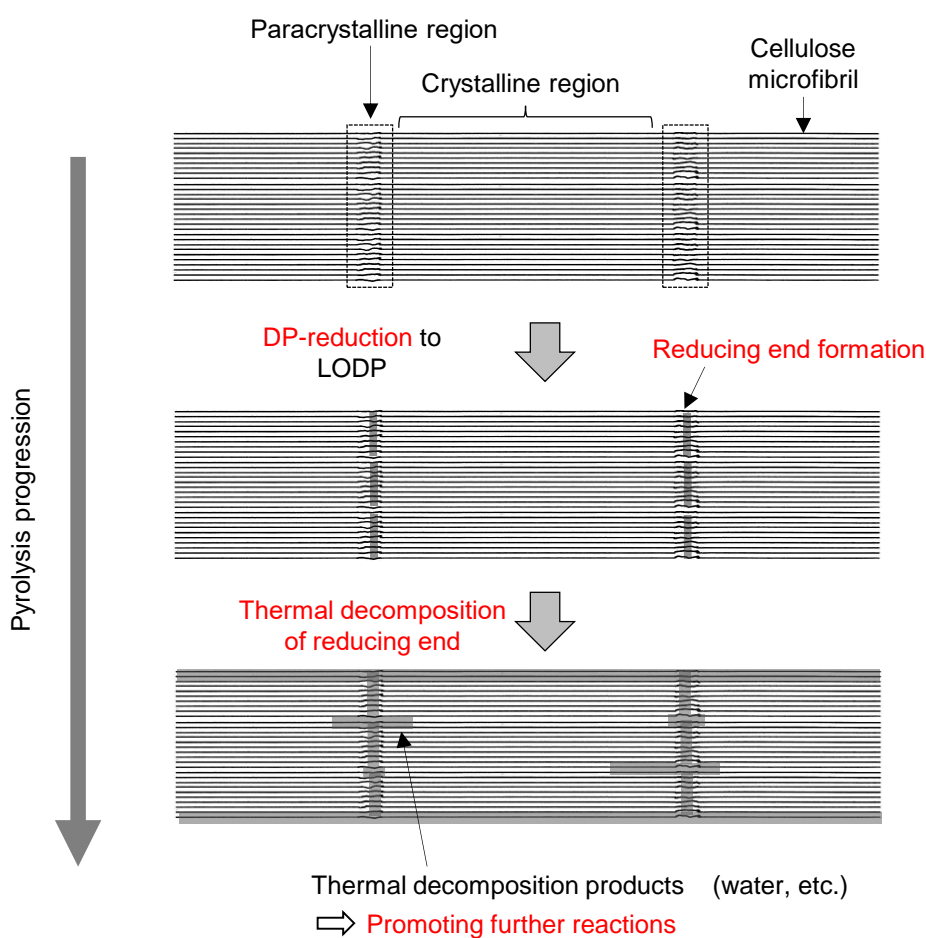 Paracrystalline region
Crystalline region
Cellulose
microfibril
DP-reduction to
LODP
Reducing end formation
Pyrolysis progression
Thermal decomposition
of reducing end
Thermal decomposition products (water, etc.)
Promoting further reactions